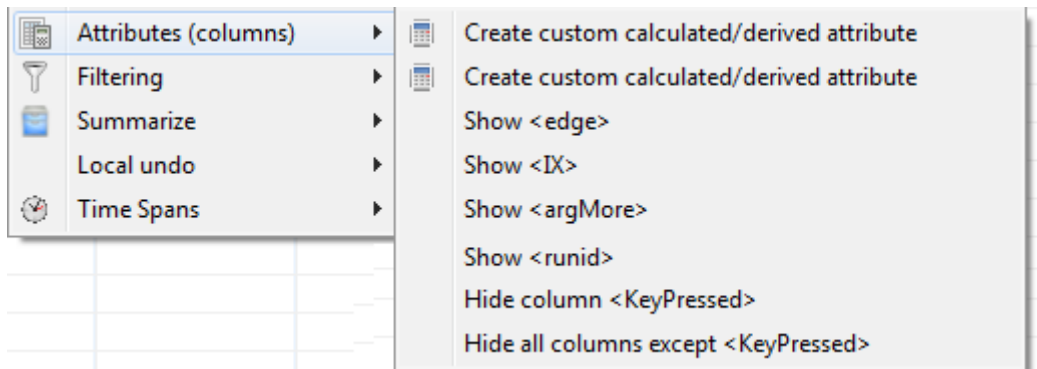 Attributes (columns)
Filtering
Summarize
Local undo
Time Spans
Create custom calculated/derived attribute
Create custom calculated/derived attribute
Show <edge>
Show <IX>
Show <argMore>
Show <runid>
Hide column <KeyPressed>
Hide all columns except <KeyPressed>